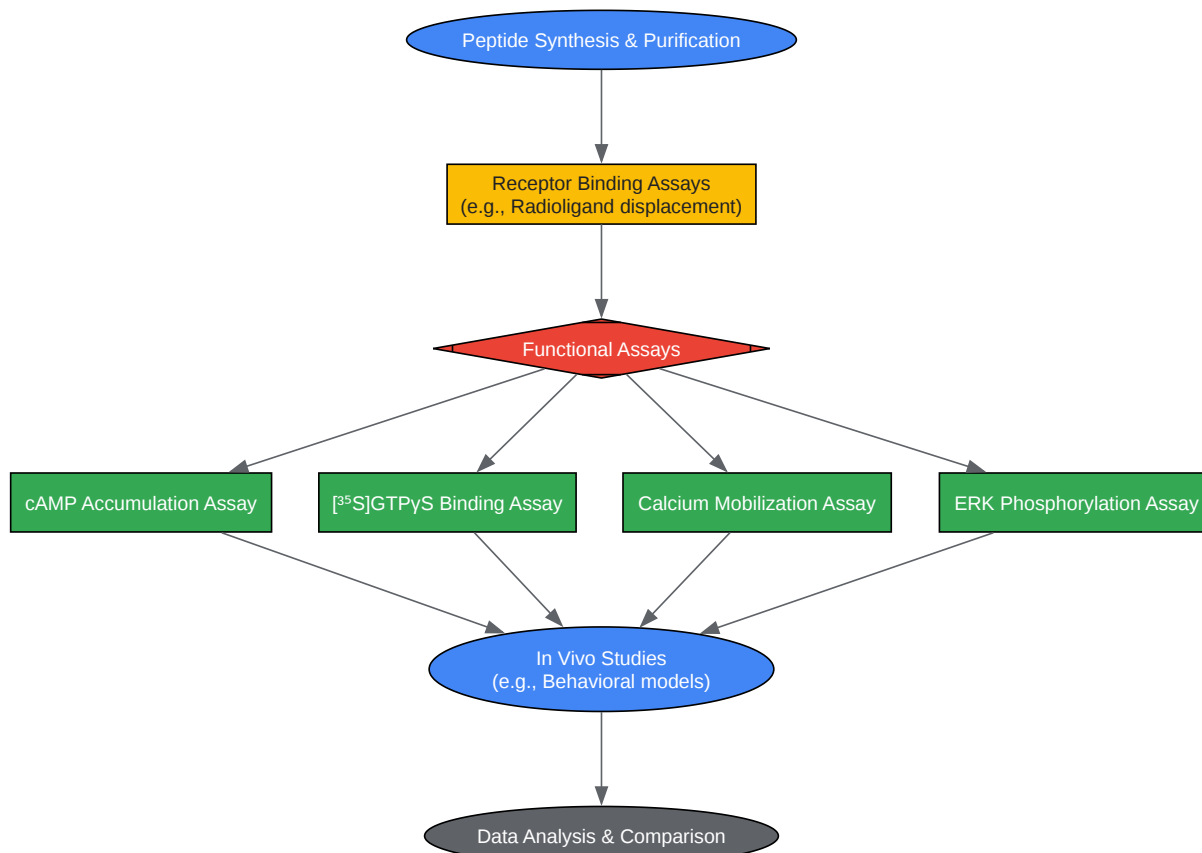 Peptide Synthesis & Purification
Receptor Binding Assays
(e.g., Radioligand displacement)
Functional Assays
cAMP Accumulation Assay
[³⁵S]GTPγS Binding Assay
Calcium Mobilization Assay
ERK Phosphorylation Assay
In Vivo Studies
(e.g., Behavioral models)
Data Analysis & Comparison